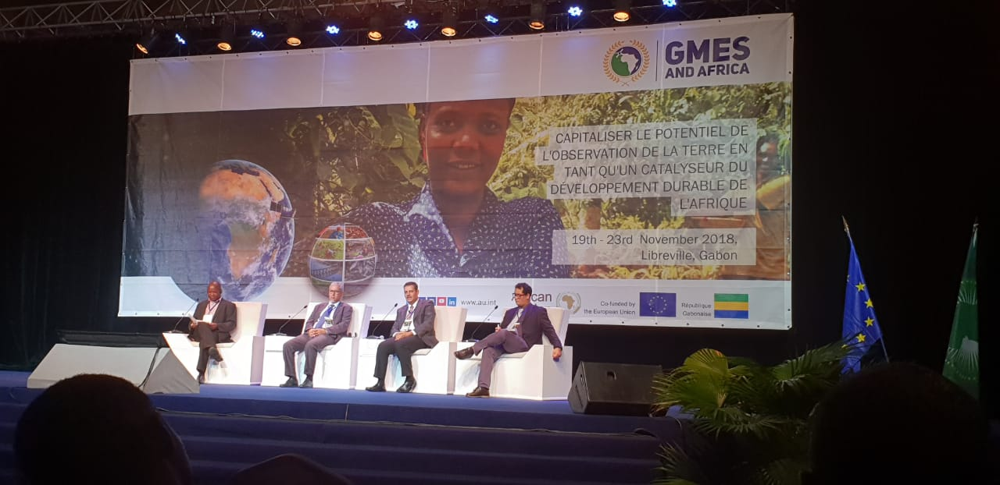 GMES
AND AFRICA
CAPITALISER LE POTENTIEL DE
L'OBSERVATION DE LA TERRE EN
TANT QU'UN CATALYSEUR DU
DÉVELOPPEMENT DURABLE DE
L'AFRIQUE
19th - 23rd November 2018,
Libreville, Gabon
in
www.au.int
Co-funded by
the European Union
République
Gabonaise